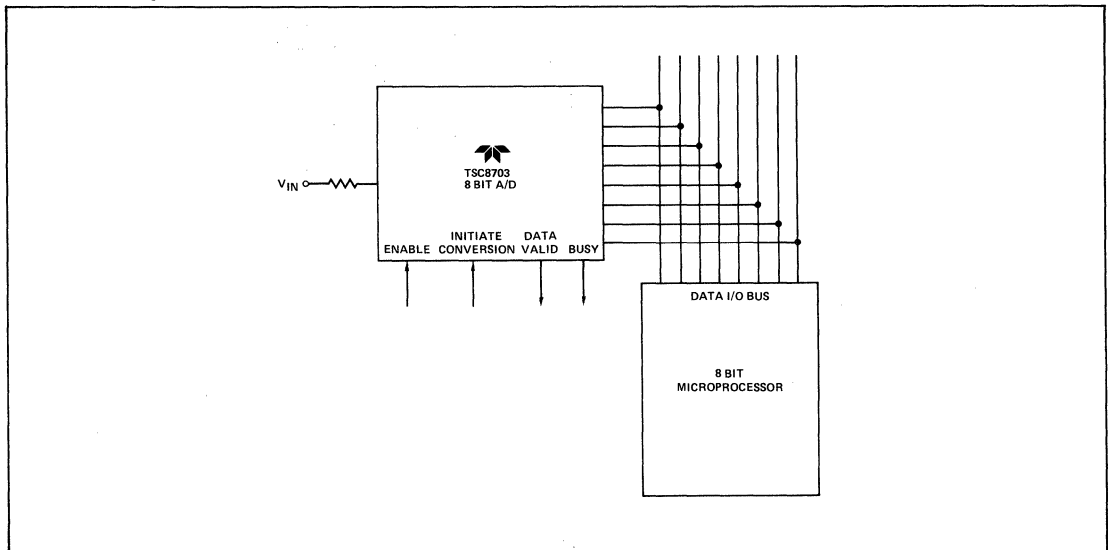 TSC8703
8 BIT A/D
V_IN
ENABLE INITIATE CONVERSION DATA VALID BUSY
DATA I/O BUS
8 BIT
MICROPROCESSOR